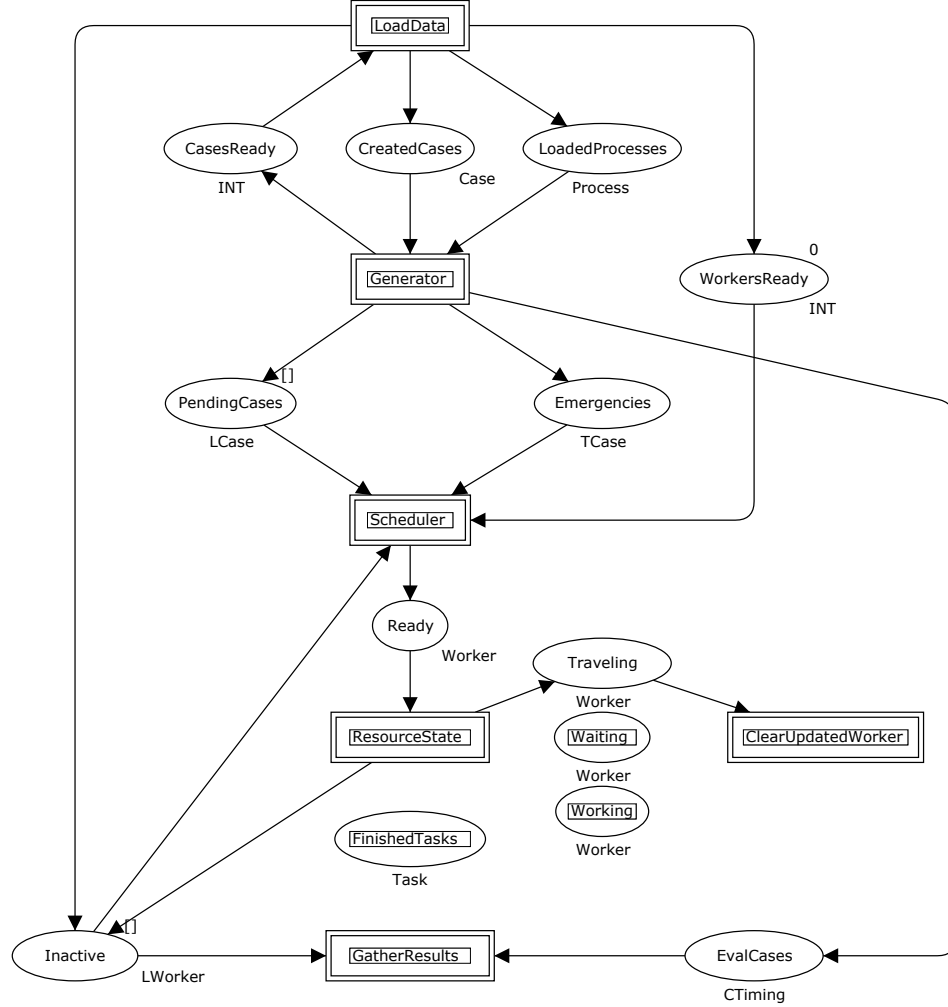 LoadData
CasesReady
INT
CreatedCases
Case
LoadedProcesses
Process
Generator
0
WorkersReady
INT
[]
PendingCases
LCase
Emergencies
TCase
Scheduler
Ready
Worker
Traveling
Worker
ResourceState
Waiting
Worker
ClearUpdatedWorker
Working
Worker
FinishedTasks
Task
[]
Inactive
LWorker
GatherResults
EvalCases
CTiming